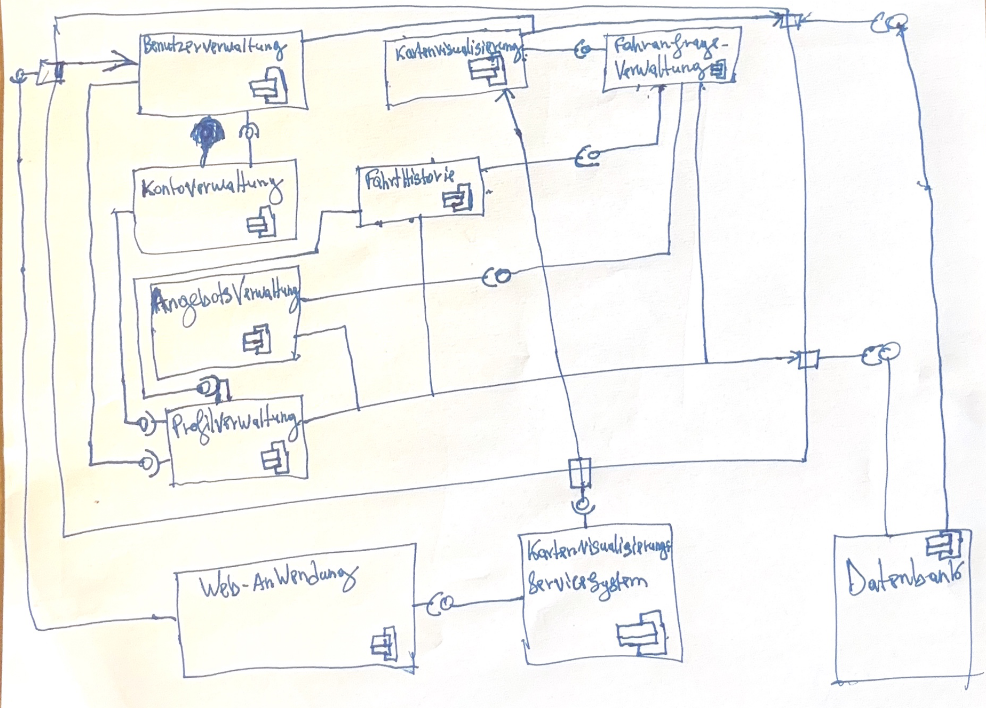 Benutzerverwaltung
Kartenvisualisierung
Fahranfrage-
Verwaltung
Kontoverwaltung
Fahrthistorie
AngebotsVerwaltung
Profilverwaltung
Web-Anwendung
Kartenvisualisierungs
ServiceSystem
Datenbank